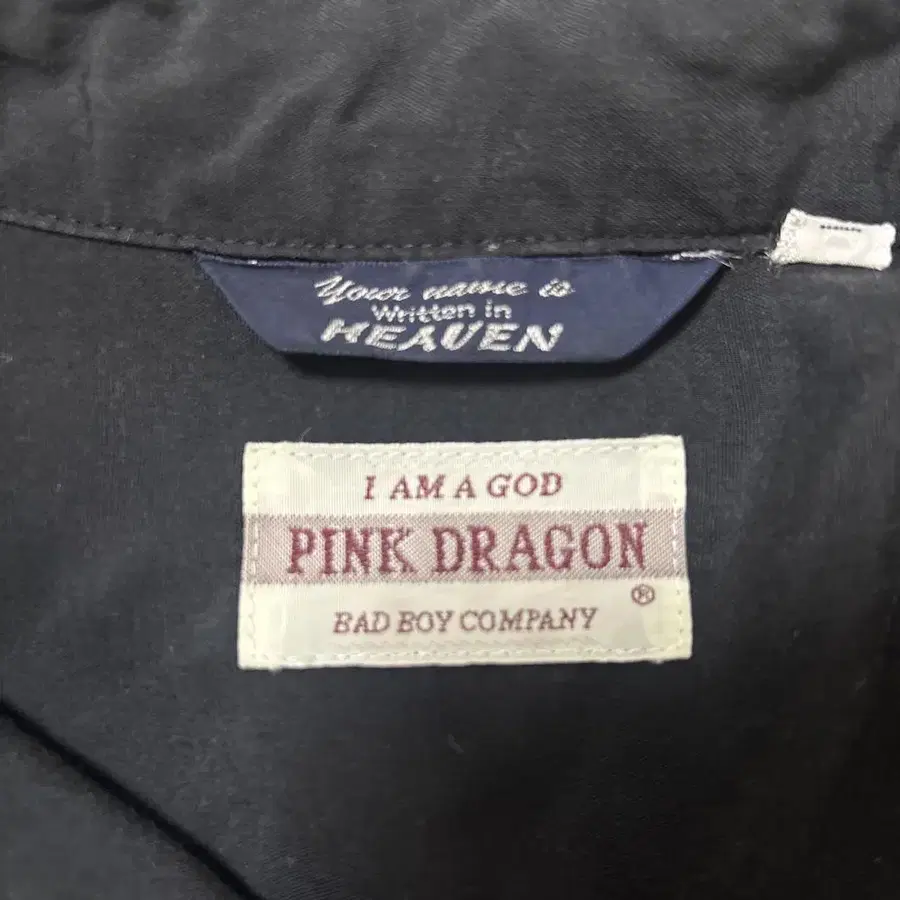 Your name is
Written in
HEAVEN
I AM A GOD
PINK DRAGON
®
BAD BOY COMPANY